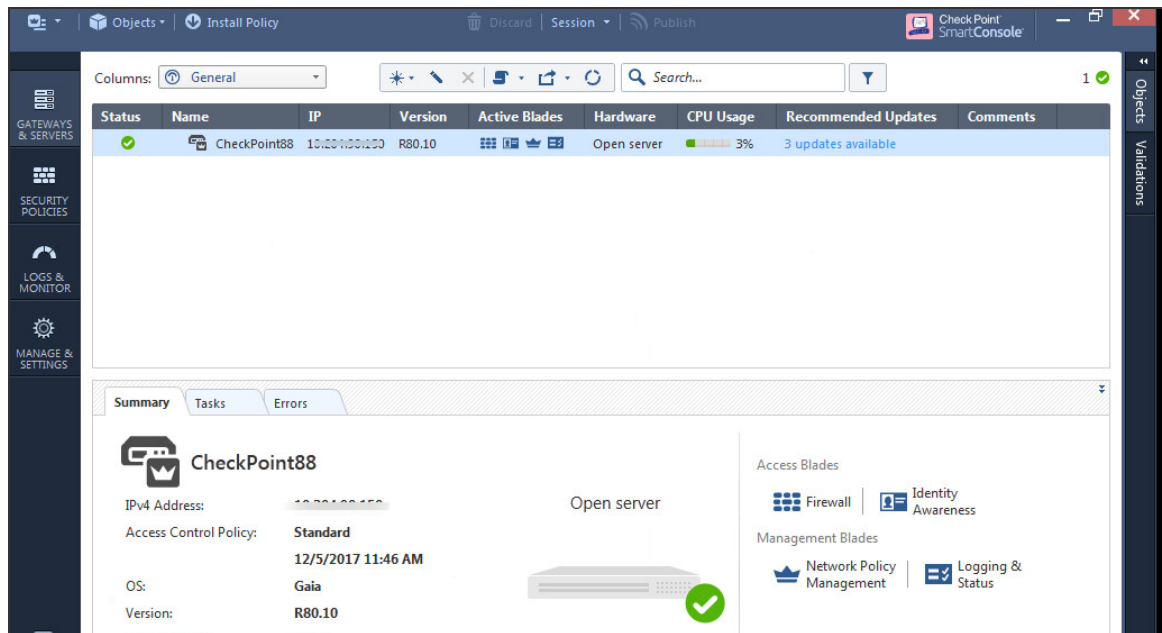 Objects Install Policy Discard Session Publish Check Point
SmartConsole
Columns: General Search... 1
Status Name IP Version Active Blades Hardware CPU Usage Recommended Updates Comments
CheckPoint88 R80.10 Open server 3% 3 updates available
GATEWAYS
& SERVERS
SECURITY
POLICIES
LOGS &
MONITOR
MANAGE &
SETTINGS
Objects
Validations
Summary Tasks Errors
CheckPoint88
IPv4 Address:
Access Control Policy: Standard
12/5/2017 11:46 AM
OS: Gaia
Version: R80.10
Open server
Access Blades
Firewall
Identity
Awareness
Management Blades
Network Policy
Management
Logging &
Status